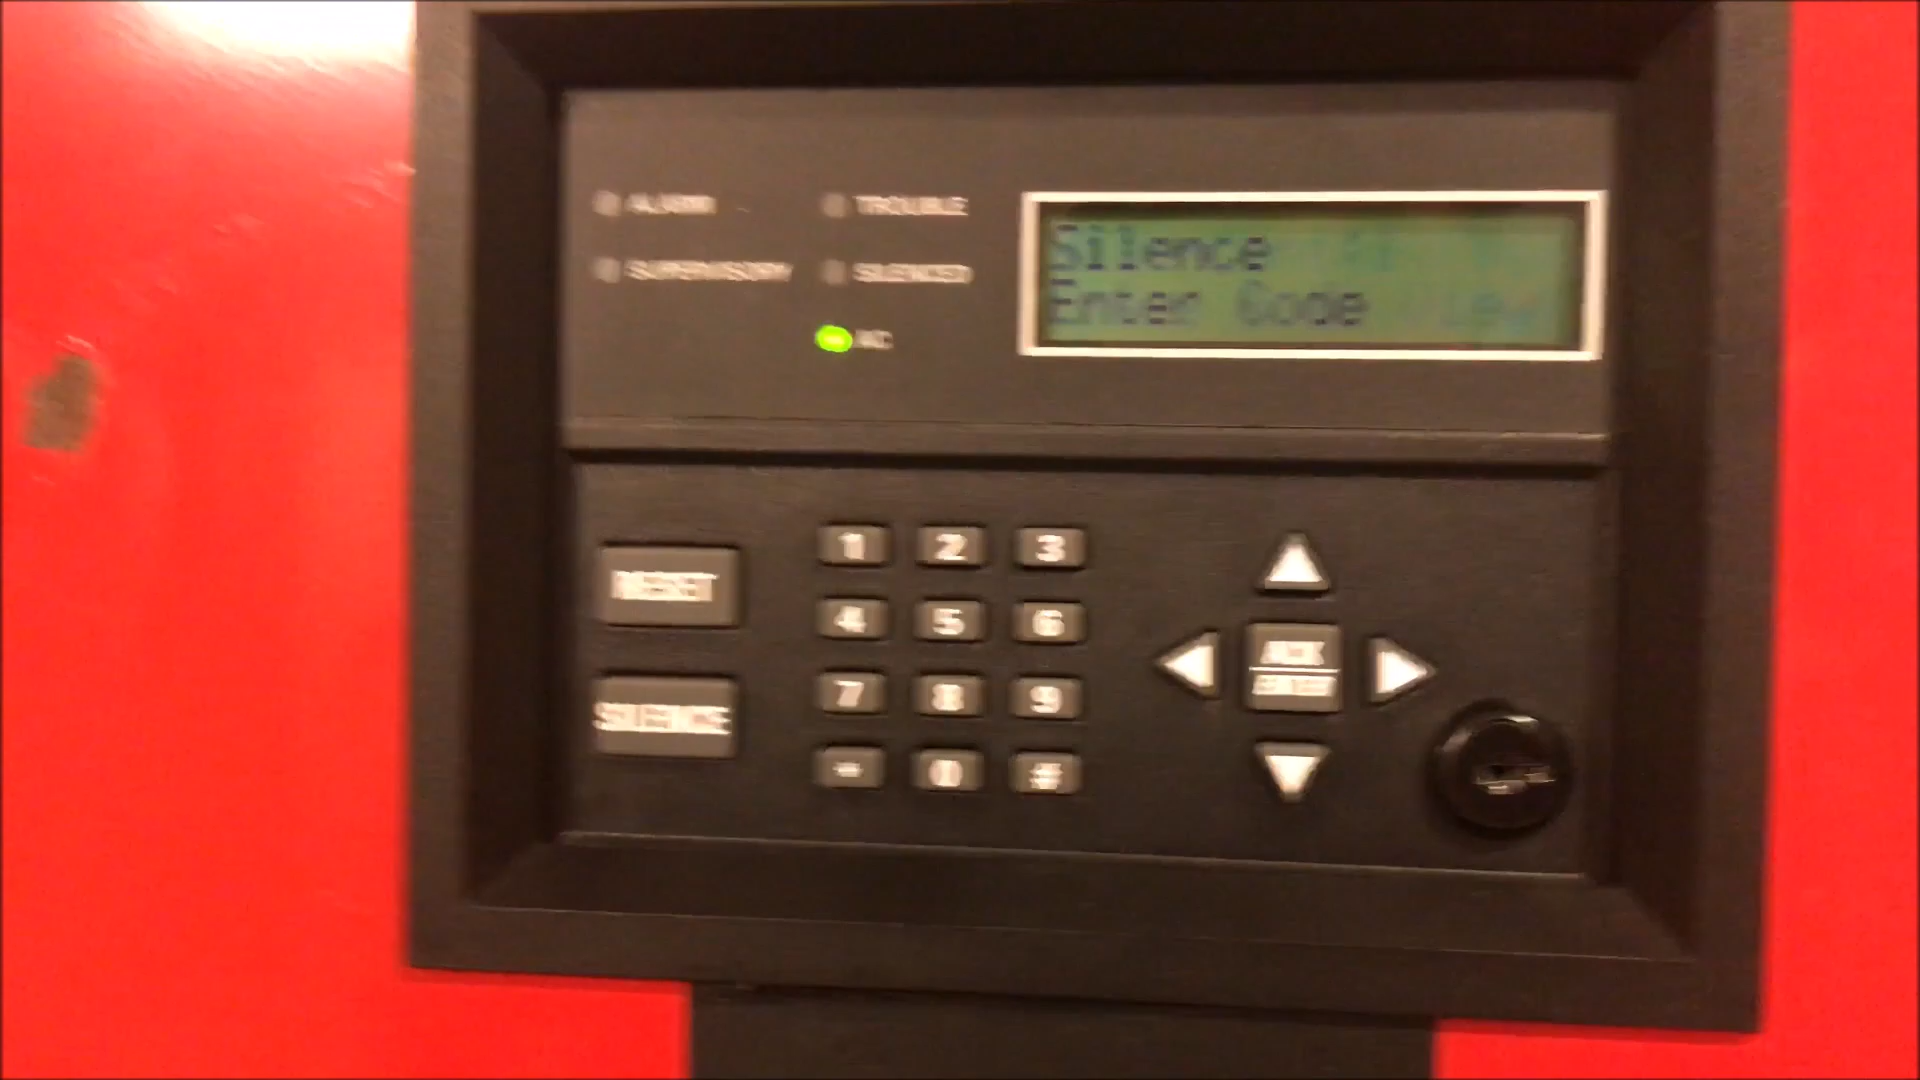 ALARM
TROUBLE
SUPERVISORY
SILENCED
AC
Silence
Enter Code
RESET
SILENCE
1 2 3
4 5 6
7 8 9
* 0 #
ACK
ENTER